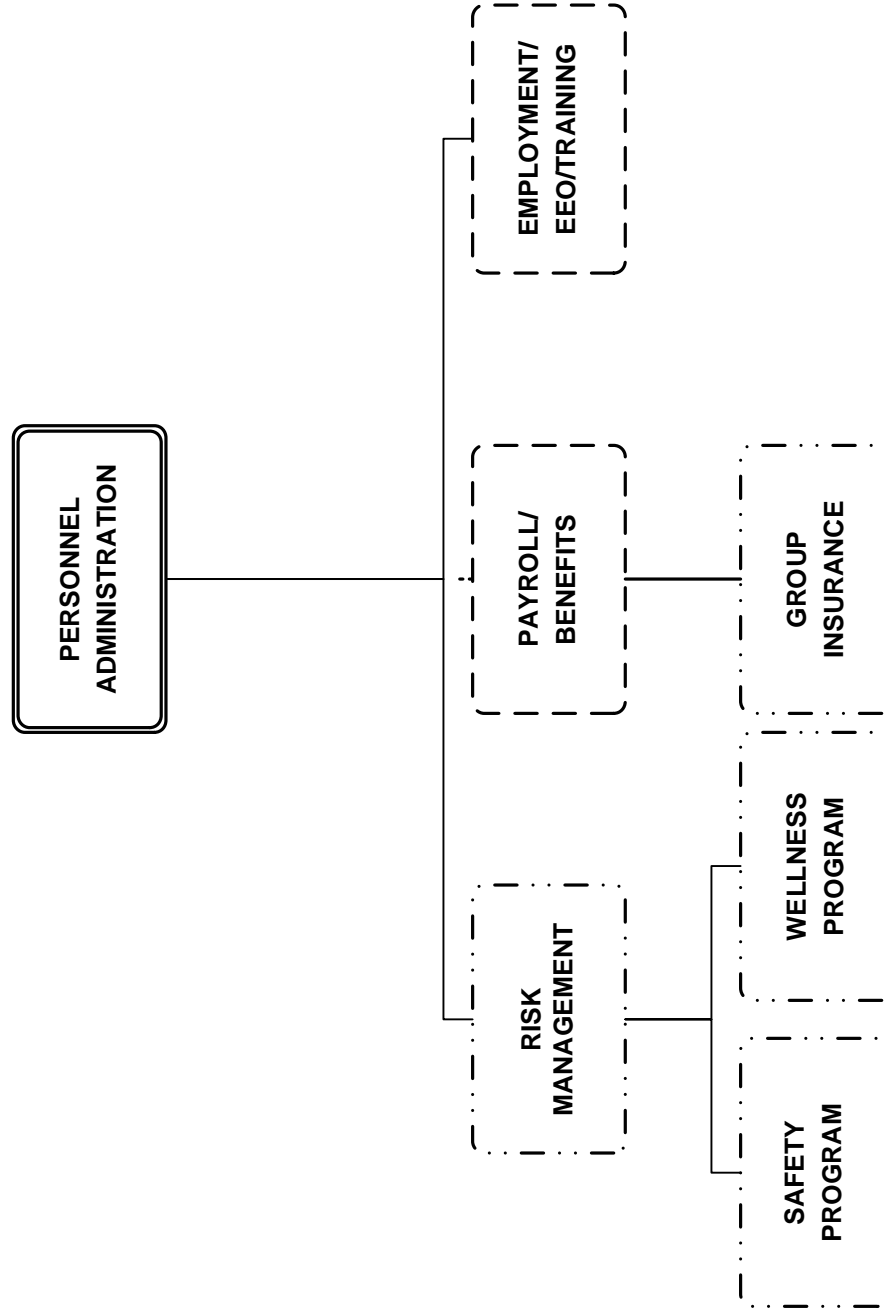 PERSONNEL
ADMINISTRATION
RISK
MANAGEMENT
PAYROLL/
BENEFITS
EMPLOYMENT/
EEO/TRAINING
SAFETY
PROGRAM
WELLNESS
PROGRAM
GROUP
INSURANCE